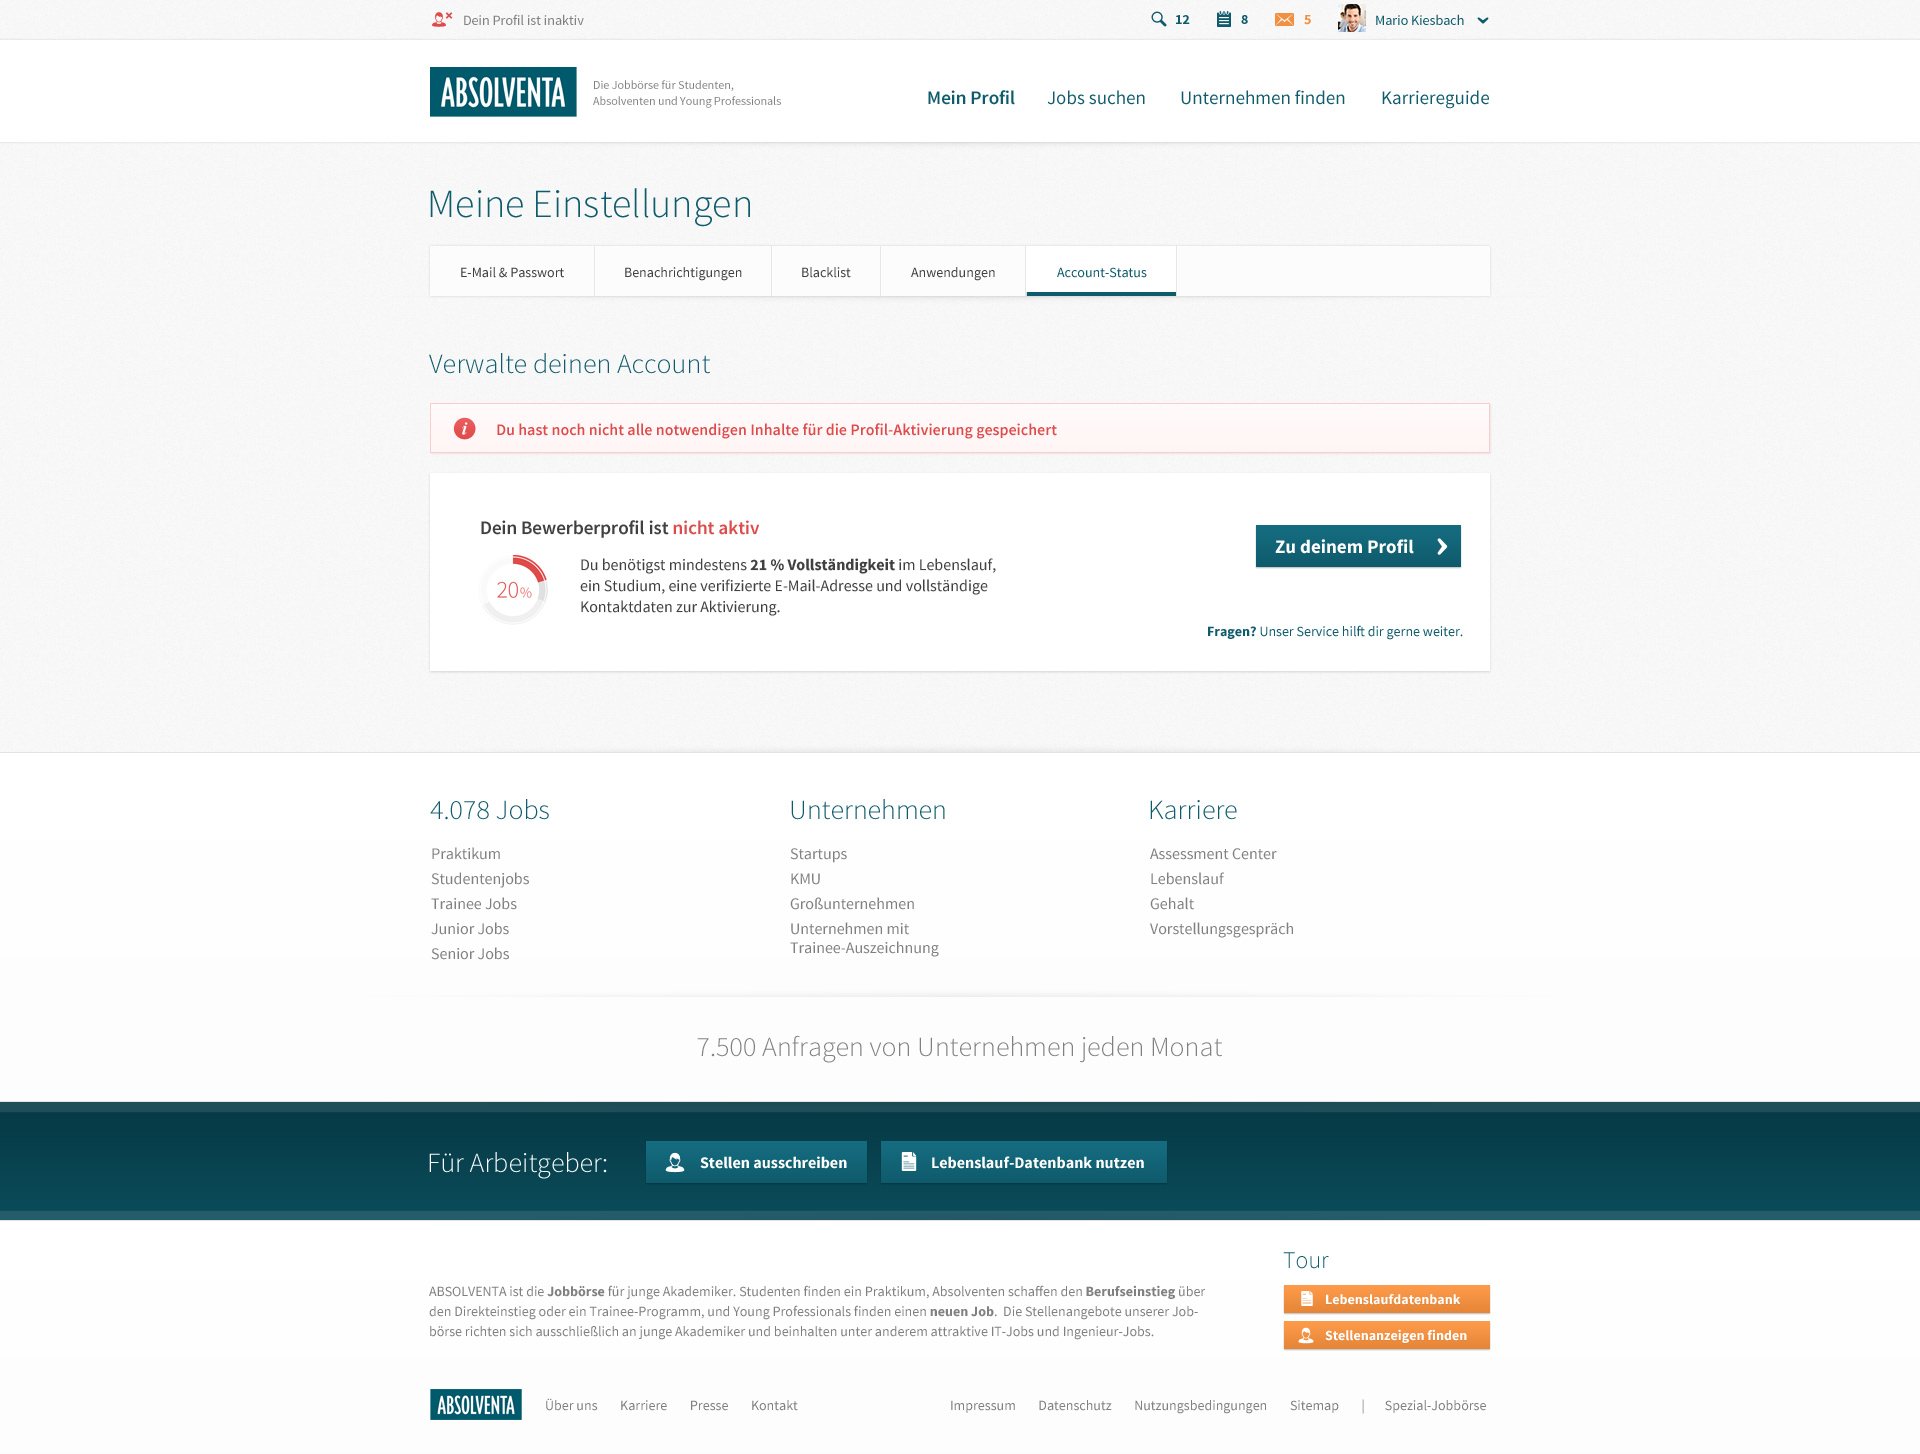 Dein Profil ist inaktiv
12
8
5
Mario Kiesbach
ABSOLVENTA
Die Jobbörse für Studenten,
Absolventen und Young Professionals
Mein Profil
Jobs suchen
Unternehmen finden
Karriereguide
Meine Einstellungen
E-Mail & Passwort
Benachrichtigungen
Blacklist
Anwendungen
Account-Status
Verwalte deinen Account
i
Du hast noch nicht alle notwendigen Inhalte für die Profil-Aktivierung gespeichert
Dein Bewerberprofil ist nicht aktiv
20%
Du benötigst mindestens 21 % Vollständigkeit im Lebenslauf,
ein Studium, eine verifizierte E-Mail-Adresse und vollständige
Kontaktdaten zur Aktivierung.
Zu deinem Profil
Fragen? Unser Service hilft dir gerne weiter.
4.078 Jobs
Praktikum
Studentenjobs
Trainee Jobs
Junior Jobs
Senior Jobs
Unternehmen
Startups
KMU
Großunternehmen
Unternehmen mit
Trainee-Auszeichnung
Karriere
Assessment Center
Lebenslauf
Gehalt
Vorstellungsgespräch
7.500 Anfragen von Unternehmen jeden Monat
Für Arbeitgeber:
Stellen ausschreiben
Lebenslauf-Datenbank nutzen
ABSOLVENTA ist die Jobbörse für junge Akademiker. Studenten finden ein Praktikum, Absolventen schaffen den Berufseinstieg über
den Direkteinstieg oder ein Trainee-Programm, und Young Professionals finden einen neuen Job. Die Stellenangebote unserer Job-
börse richten sich ausschließlich an junge Akademiker und beinhalten unter anderem attraktive IT-Jobs und Ingenieur-Jobs.
Tour
Lebenslaufdatenbank
Stellenanzeigen finden
ABSOLVENTA
Über uns
Karriere
Presse
Kontakt
Impressum
Datenschutz
Nutzungsbedingungen
Sitemap
|
Spezial-Jobbörse